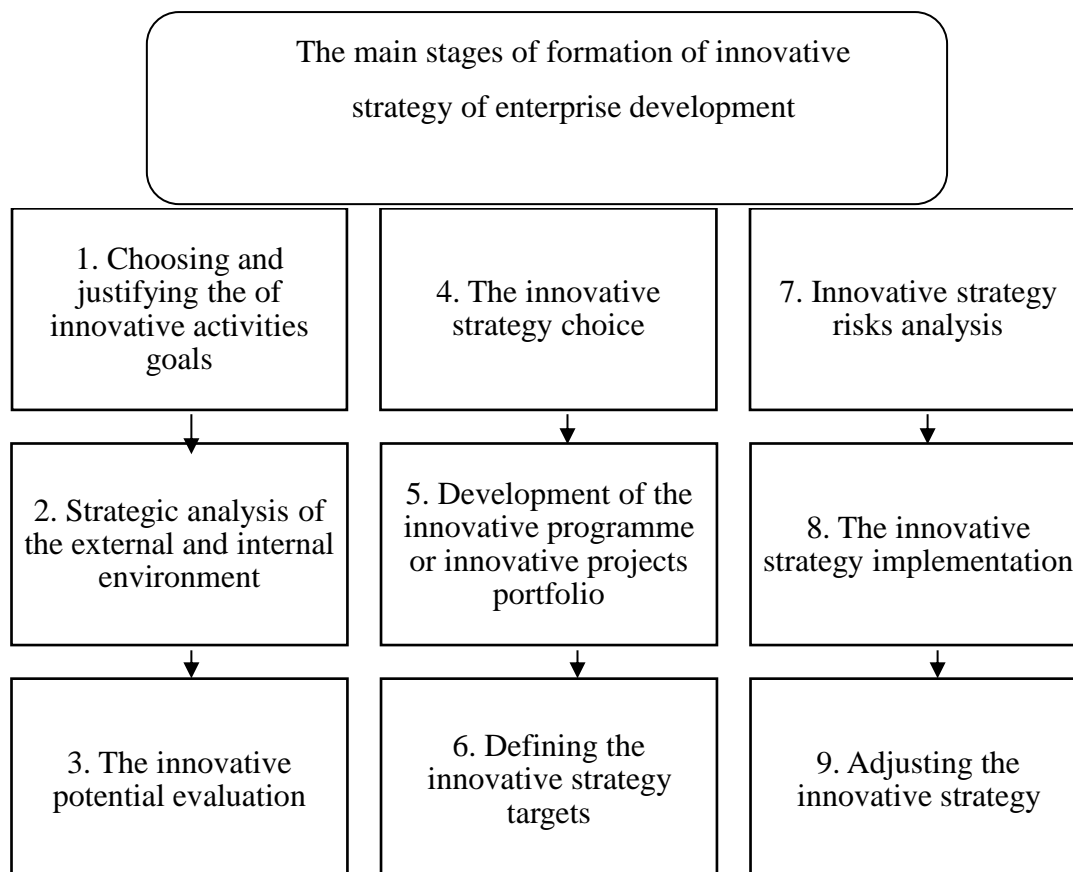 The main stages of formation of innovative
strategy of enterprise development
1. Choosing and
justifying the of
innovative activities
goals
2. Strategic analysis of
the external and internal
environment
3. The innovative
potential evaluation
4. The innovative
strategy choice
5. Development of the
innovative programme
or innovative projects
portfolio
6. Defining the
innovative strategy
targets
7. Innovative strategy
risks analysis
8. The innovative
strategy implementation
9. Adjusting the
innovative strategy